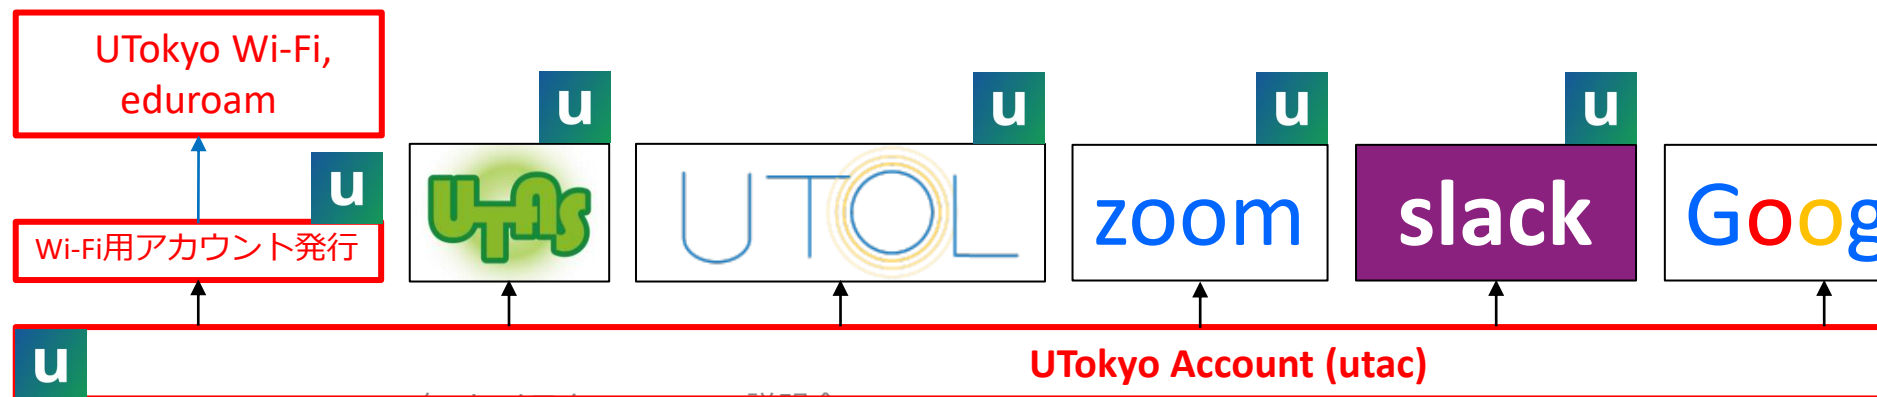 UTokyo Wi-Fi,
eduroam
u
u
u
u
u
u
Wi-Fi用アカウント発行
UTAS
UTOL
zoom
slack
Goog
UTokyo Account (utac)